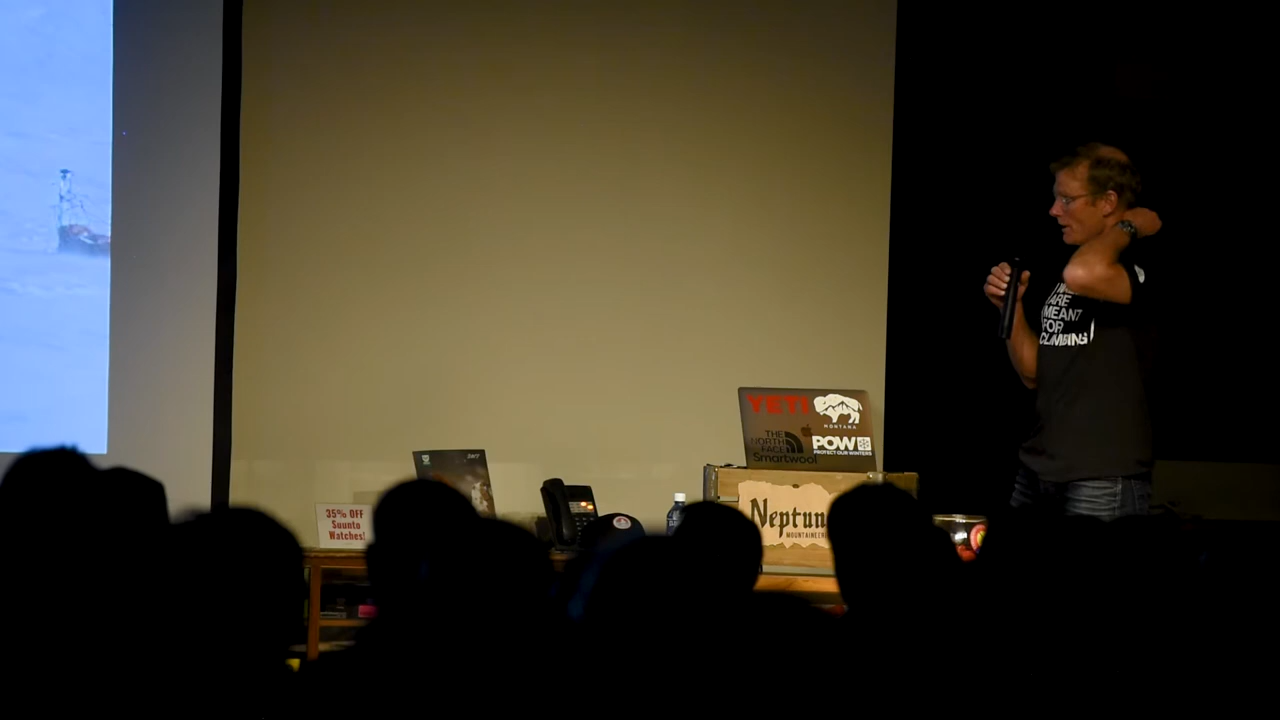 ARE
MEANT
FOR
CLIMBING
YETI
MONTANA
THE
NORTH
FACE
Smartwool
POW
PROTECT OUR WINTERS
Neptun
MOUNTAINEER
35% OFF
Suunto
Watches!